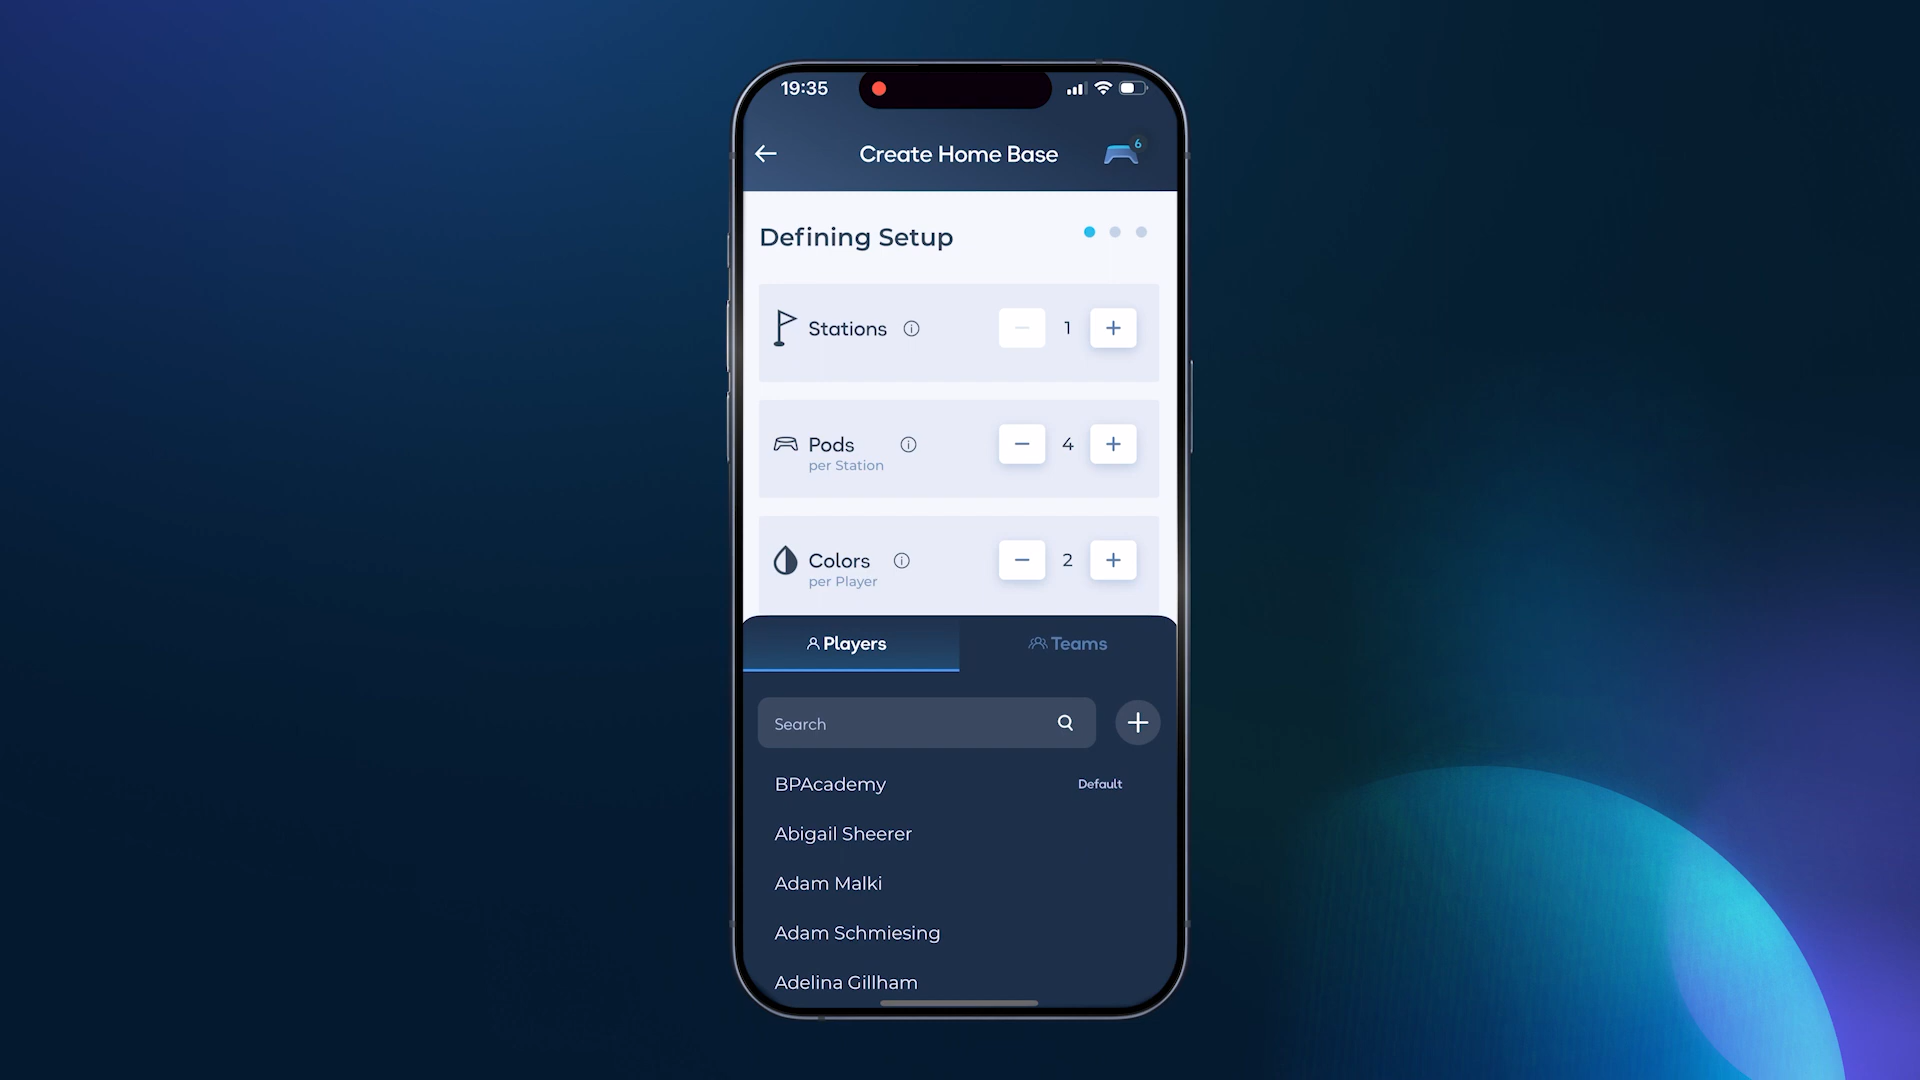 19:35
Create Home Base
6
Defining Setup
Stations
1
Pods
per Station
4
Colors
per Player
2
Players
Teams
Search
BPAcademy
Default
Abigail Sheerer
Adam Malki
Adam Schmiesing
Adelina Gillham